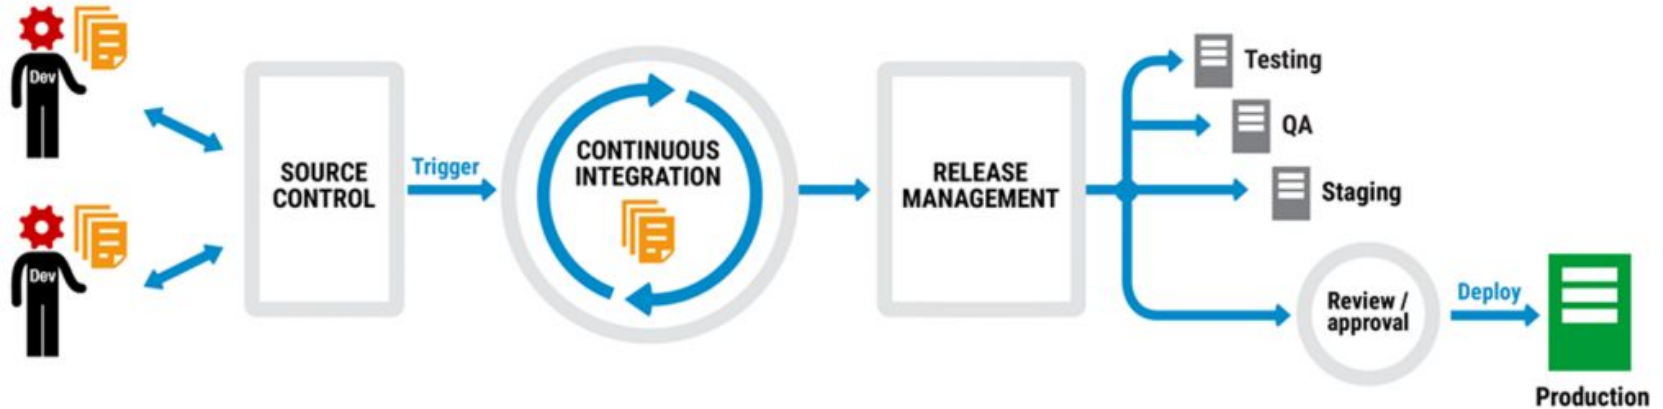 Dev
Dev
SOURCE
CONTROL
Trigger
CONTINUOUS
INTEGRATION
RELEASE
MANAGEMENT
Testing
QA
Staging
Review /
approval
Deploy
Production